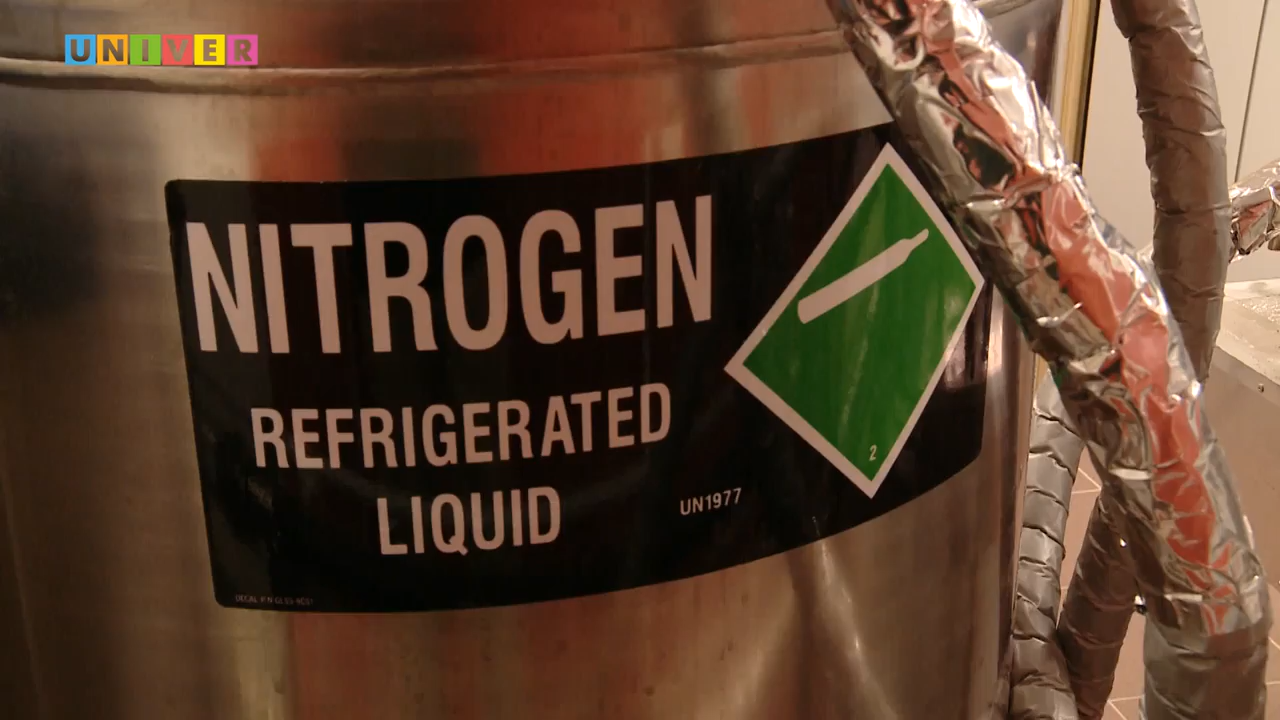 UNIVER
NITROGEN
REFRIGERATED
LIQUID
UN1977
2